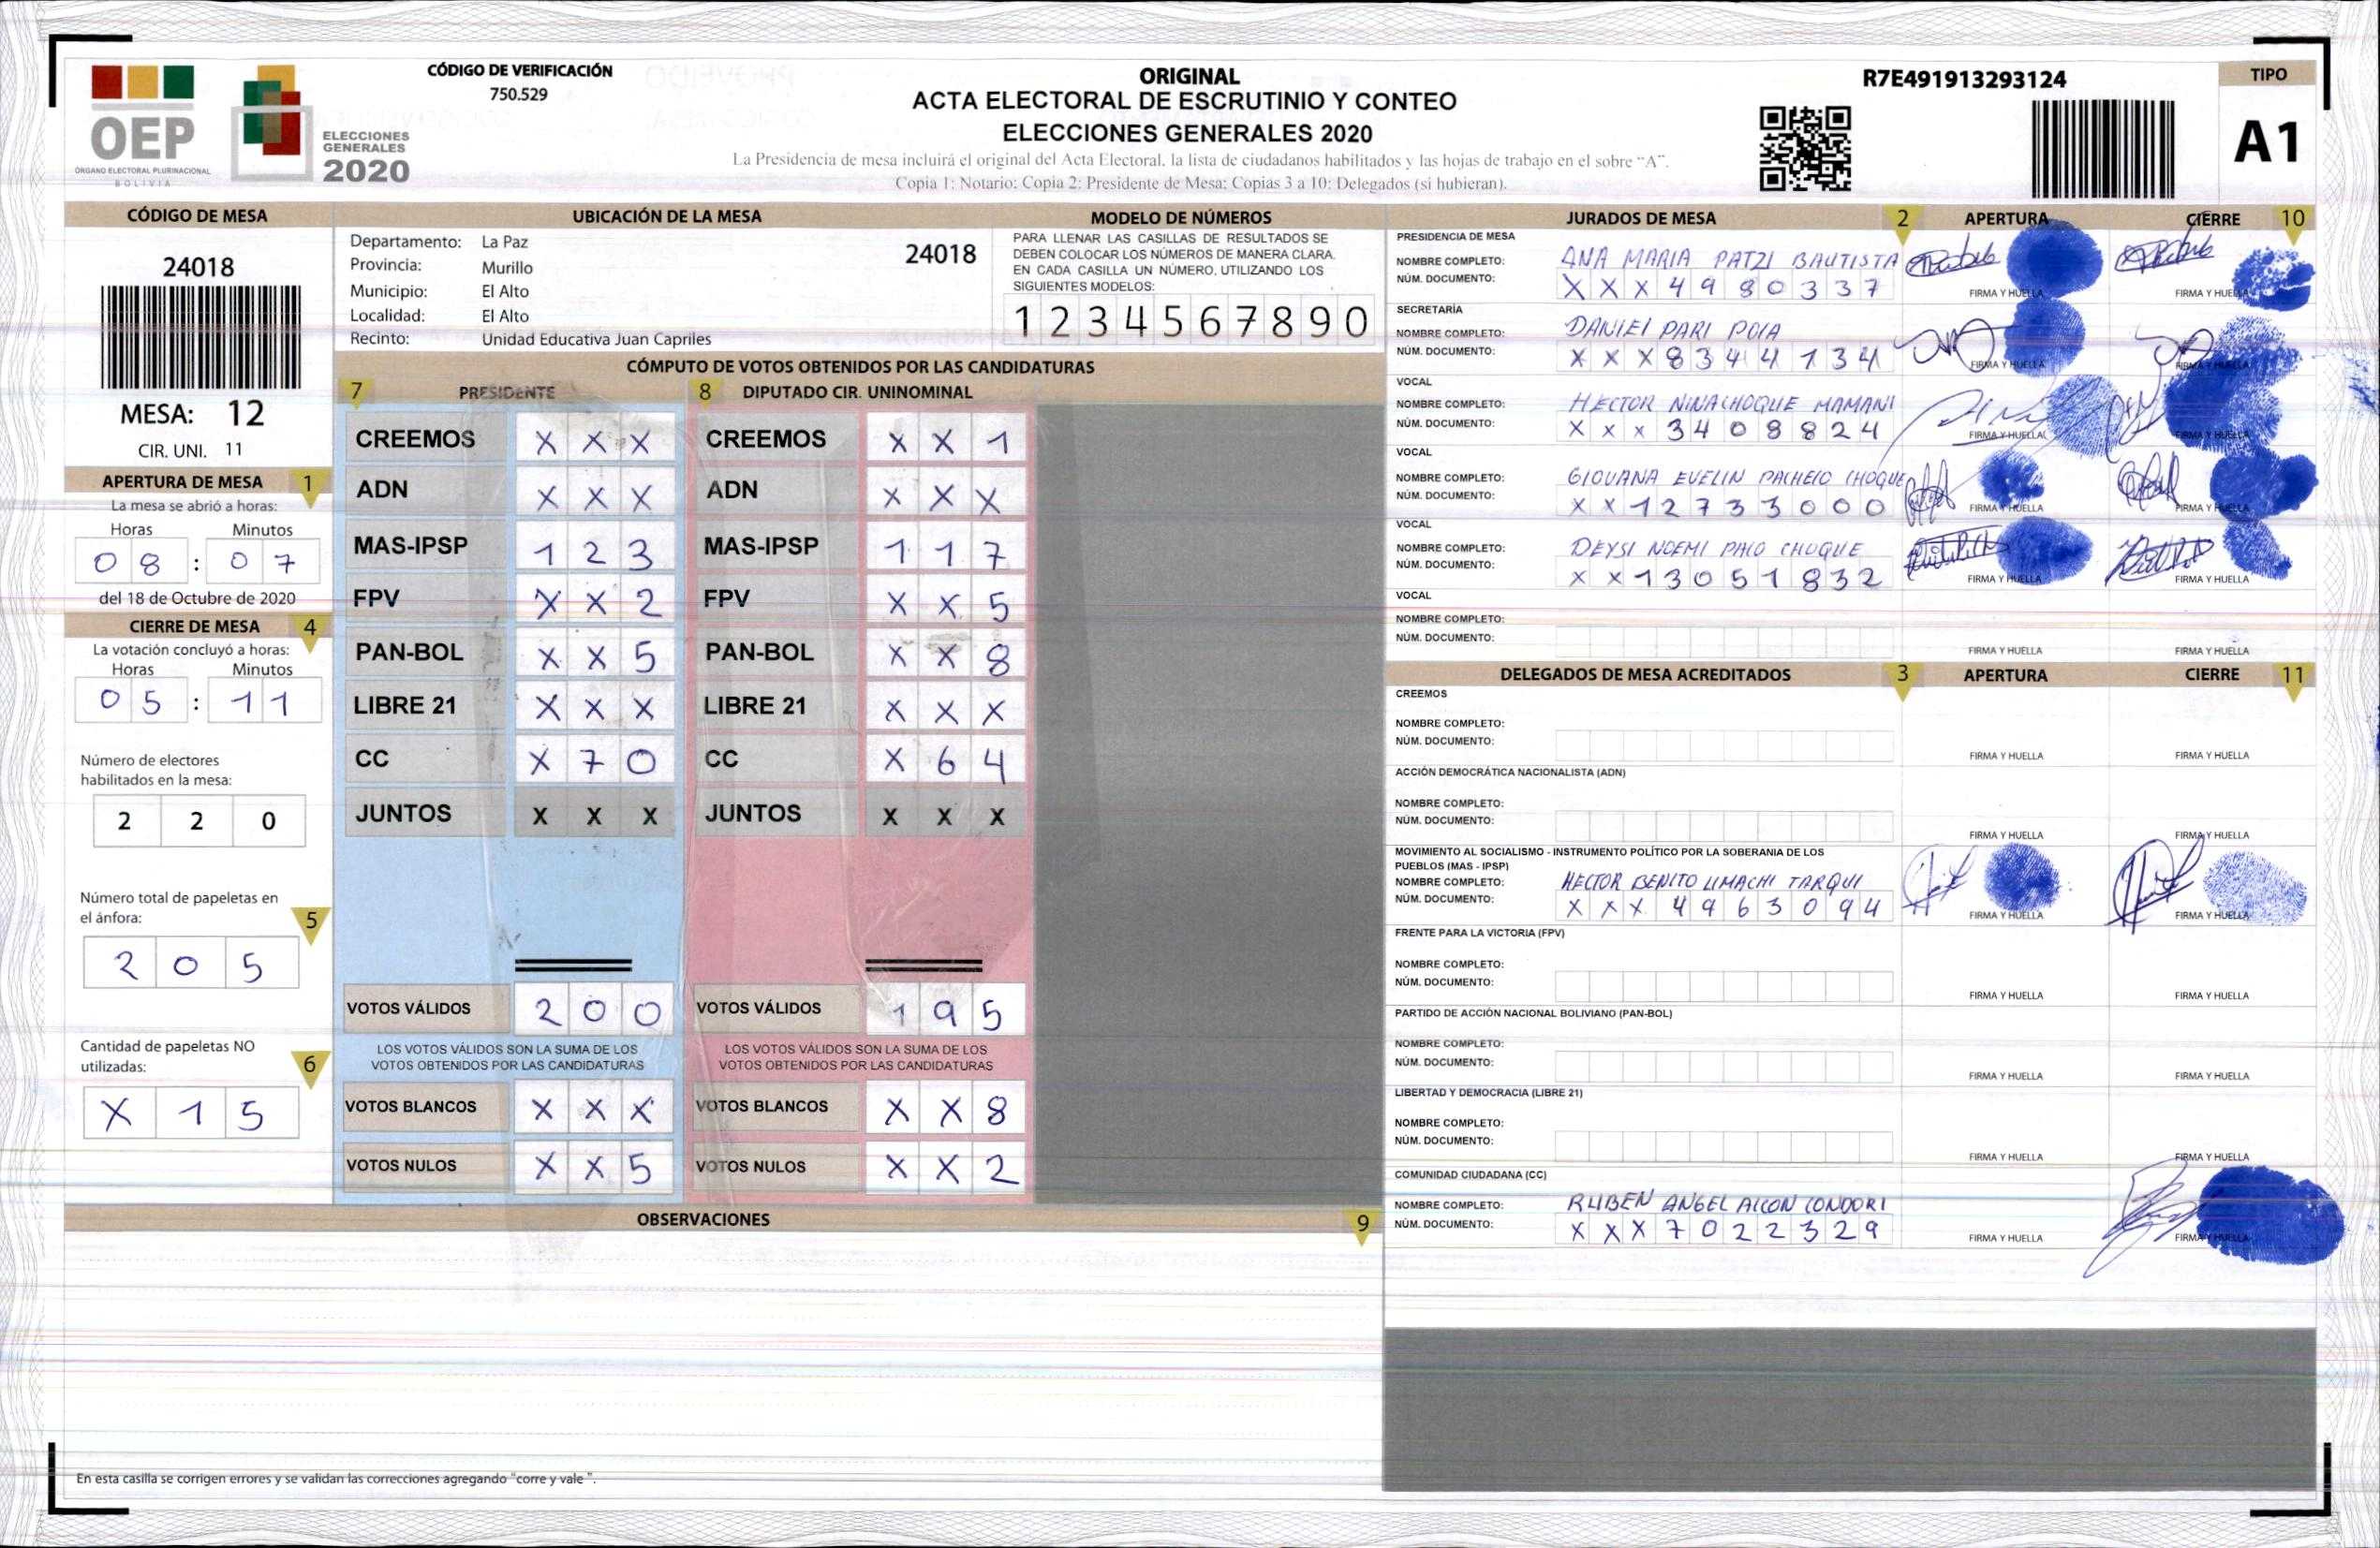 OEP
ÓRGANO ELECTORAL PLURINACIONAL
BOLIVIA
ELECCIONES
GENERALES
2020
CÓDIGO DE VERIFICACIÓN
750.529
ORIGINAL
ACTA ELECTORAL DE ESCRUTINIO Y CONTEO
ELECCIONES GENERALES 2020
La Presidencia de mesa incluirá el original del Acta Electoral, la lista de ciudadanos habilitados y las hojas de trabajo en el sobre "A".
Copia 1: Notario; Copia 2: Presidente de Mesa; Copias 3 a 10: Delegados (si hubieran).
R7E491913293124
TIPO
A1
CÓDIGO DE MESA
24018
MESA: 12
CIR. UNI. 11
APERTURA DE MESA 1
La mesa se abrió a horas:
Horas Minutos
0 8 : 0 7
del 18 de Octubre de 2020
CIERRE DE MESA 4
La votación concluyó a horas:
Horas Minutos
0 5 : 1 1
Número de electores
habilitados en la mesa:
2 2 0
Número total de papeletas en
el ánfora: 5
2 0 5
Cantidad de papeletas NO
utilizadas: 6
X 1 5
UBICACIÓN DE LA MESA
Departamento: La Paz
Provincia: Murillo
Municipio: El Alto
Localidad: El Alto
Recinto: Unidad Educativa Juan Capriles
24018
MODELO DE NÚMEROS
PARA LLENAR LAS CASILLAS DE RESULTADOS SE
DEBEN COLOCAR LOS NÚMEROS DE MANERA CLARA.
EN CADA CASILLA UN NÚMERO, UTILIZANDO LOS
SIGUIENTES MODELOS:
1 2 3 4 5 6 7 8 9 0
CÓMPUTO DE VOTOS OBTENIDOS POR LAS CANDIDATURAS
7 PRESIDENTE
CREEMOS X X X
ADN X X X
MAS-IPSP 1 2 3
FPV X X 2
PAN-BOL X X 5
LIBRE 21 X X X
CC X 7 0
JUNTOS X X X
VOTOS VÁLIDOS 2 0 0
LOS VOTOS VÁLIDOS SON LA SUMA DE LOS
VOTOS OBTENIDOS POR LAS CANDIDATURAS
VOTOS BLANCOS X X X
VOTOS NULOS X X 5
8 DIPUTADO CIR. UNINOMINAL
CREEMOS X X 1
ADN X X X
MAS-IPSP 1 1 7
FPV X X 5
PAN-BOL X X 8
LIBRE 21 X X X
CC X 6 4
JUNTOS X X X
VOTOS VÁLIDOS 1 9 5
LOS VOTOS VÁLIDOS SON LA SUMA DE LOS
VOTOS OBTENIDOS POR LAS CANDIDATURAS
VOTOS BLANCOS X X 8
VOTOS NULOS X X 2
OBSERVACIONES 9
En esta casilla se corrigen errores y se validan las correcciones agregando "corre y vale".
JURADOS DE MESA 2 APERTURA CIERRE 10
PRESIDENCIA DE MESA
NOMBRE COMPLETO: ANA MARIA PATZI BAUTISTA
NÚM. DOCUMENTO: X X X 4 9 8 0 3 3 7
FIRMA Y HUELLA FIRMA Y HUELLA
SECRETARÍA
NOMBRE COMPLETO: DANIEL PARI POIA
NÚM. DOCUMENTO: X X X 8 3 4 4 1 3 4
FIRMA Y HUELLA FIRMA Y HUELLA
VOCAL
NOMBRE COMPLETO: HECTOR NINACHOQUE MAMANI
NÚM. DOCUMENTO: X X X 3 4 0 8 8 2 4
FIRMA Y HUELLA FIRMA Y HUELLA
VOCAL
NOMBRE COMPLETO: GIOVANA EVELIN PACHECO CHOQUE
NÚM. DOCUMENTO: X X 1 2 7 3 3 0 0 0
FIRMA Y HUELLA FIRMA Y HUELLA
VOCAL
NOMBRE COMPLETO: DEYSI NOEMI PACO CHOQUE
NÚM. DOCUMENTO: X X 1 3 0 5 1 8 3 2
FIRMA Y HUELLA FIRMA Y HUELLA
VOCAL
NOMBRE COMPLETO:
NÚM. DOCUMENTO:
FIRMA Y HUELLA FIRMA Y HUELLA
DELEGADOS DE MESA ACREDITADOS 3 APERTURA CIERRE 11
CREEMOS
NOMBRE COMPLETO:
NÚM. DOCUMENTO:
FIRMA Y HUELLA FIRMA Y HUELLA
ACCIÓN DEMOCRÁTICA NACIONALISTA (ADN)
NOMBRE COMPLETO:
NÚM. DOCUMENTO:
FIRMA Y HUELLA FIRMA Y HUELLA
MOVIMIENTO AL SOCIALISMO - INSTRUMENTO POLÍTICO POR LA SOBERANIA DE LOS
PUEBLOS (MAS - IPSP)
NOMBRE COMPLETO: HECTOR BENITO LIMACHI TARQUI
NÚM. DOCUMENTO: X X X 4 9 6 3 0 9 4
FIRMA Y HUELLA FIRMA Y HUELLA
FRENTE PARA LA VICTORIA (FPV)
NOMBRE COMPLETO:
NÚM. DOCUMENTO:
FIRMA Y HUELLA FIRMA Y HUELLA
PARTIDO DE ACCIÓN NACIONAL BOLIVIANO (PAN-BOL)
NOMBRE COMPLETO:
NÚM. DOCUMENTO:
FIRMA Y HUELLA FIRMA Y HUELLA
LIBERTAD Y DEMOCRACIA (LIBRE 21)
NOMBRE COMPLETO:
NÚM. DOCUMENTO:
FIRMA Y HUELLA FIRMA Y HUELLA
COMUNIDAD CIUDADANA (CC)
NOMBRE COMPLETO: RUBEN ANGEL ALCON CONDORI
NÚM. DOCUMENTO: X X X 7 0 2 2 3 2 9
FIRMA Y HUELLA FIRMA Y HUELLA